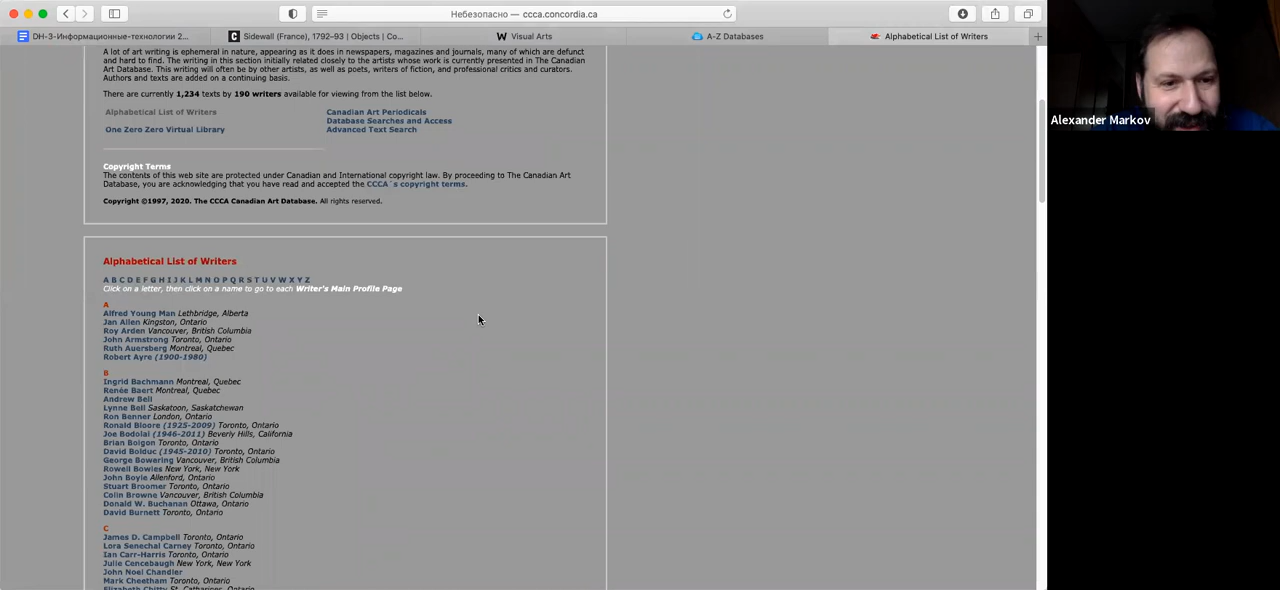 Небезопасно — ccca.concordia.ca
DH-3-Информационные-технологии 2...
Sidewall (France), 1792–93 | Objects | Co...
Visual Arts
A-Z Databases
Alphabetical List of Writers
A lot of art writing is ephemeral in nature, appearing as it does in newspapers, magazines and journals, many of which are defunct
and hard to find. The writing in this section initially related closely to the artists whose work is currently presented in The Canadian
Art Database. This writing will often be by other artists, as well as poets, writers of fiction, and professional critics and curators.
Authors and texts are added on a continuing basis.
There are currently 1,234 texts by 190 writers available for viewing from the list below.
Alphabetical List of Writers
One Zero Zero Virtual Library
Canadian Art Periodicals
Database Searches and Access
Advanced Text Search
Copyright Terms
The contents of this web site are protected under Canadian and International copyright law. By proceeding to The Canadian Art
Database, you are acknowledging that you have read and accepted the CCCA´s copyright terms.
Copyright ©1997, 2020. The CCCA Canadian Art Database. All rights reserved.
Alphabetical List of Writers
A B C D E F G H I J K L M N O P Q R S T U V W X Y Z
Click on a letter, then click on a name to go to each Writer's Main Profile Page
A
Alfred Young Man Lethbridge, Alberta
Jan Allen Kingston, Ontario
Roy Arden Vancouver, British Columbia
John Armstrong Toronto, Ontario
Ruth Auersberg Montreal, Quebec
Robert Ayre (1900-1980)
B
Ingrid Bachmann Montreal, Quebec
Renée Baert Montreal, Quebec
Andrew Bell
Lynne Bell Saskatoon, Saskatchewan
Ron Benner London, Ontario
Ronald Bloore (1925-2009) Toronto, Ontario
Joe Bodolai (1946-2011) Beverly Hills, California
Brian Boigon Toronto, Ontario
David Bolduc (1945-2010) Toronto, Ontario
George Bowering Vancouver, British Columbia
Rowell Bowles New York, New York
John Boyle Allenford, Ontario
Stuart Broomer Toronto, Ontario
Colin Browne Vancouver, British Columbia
Donald W. Buchanan Ottawa, Ontario
David Burnett Toronto, Ontario
C
James D. Campbell Toronto, Ontario
Lora Senechal Carney Toronto, Ontario
Ian Carr-Harris Toronto, Ontario
Julie Cencebaugh New York, New York
John Noel Chandler
Mark Cheetham Toronto, Ontario
Elizabeth Chitty St. Catharines, Ontario
Alexander Markov